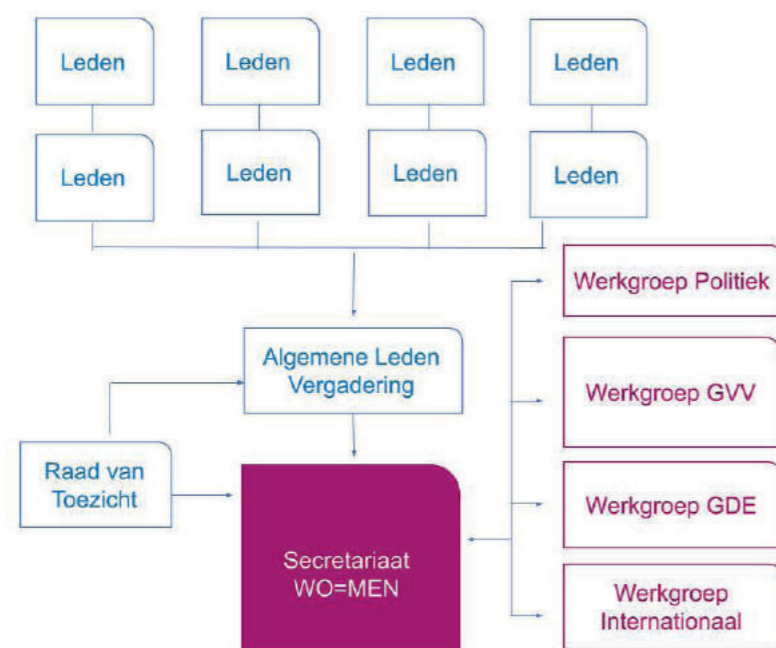 Leden
Leden
Leden
Leden
Leden
Leden
Leden
Leden
Werkgroep Politiek
Algemene Leden
Vergadering
Werkgroep GVV
Raad van
Toezicht
Werkgroep GDE
Secretariaat
WO=MEN
Werkgroep
Internationaal